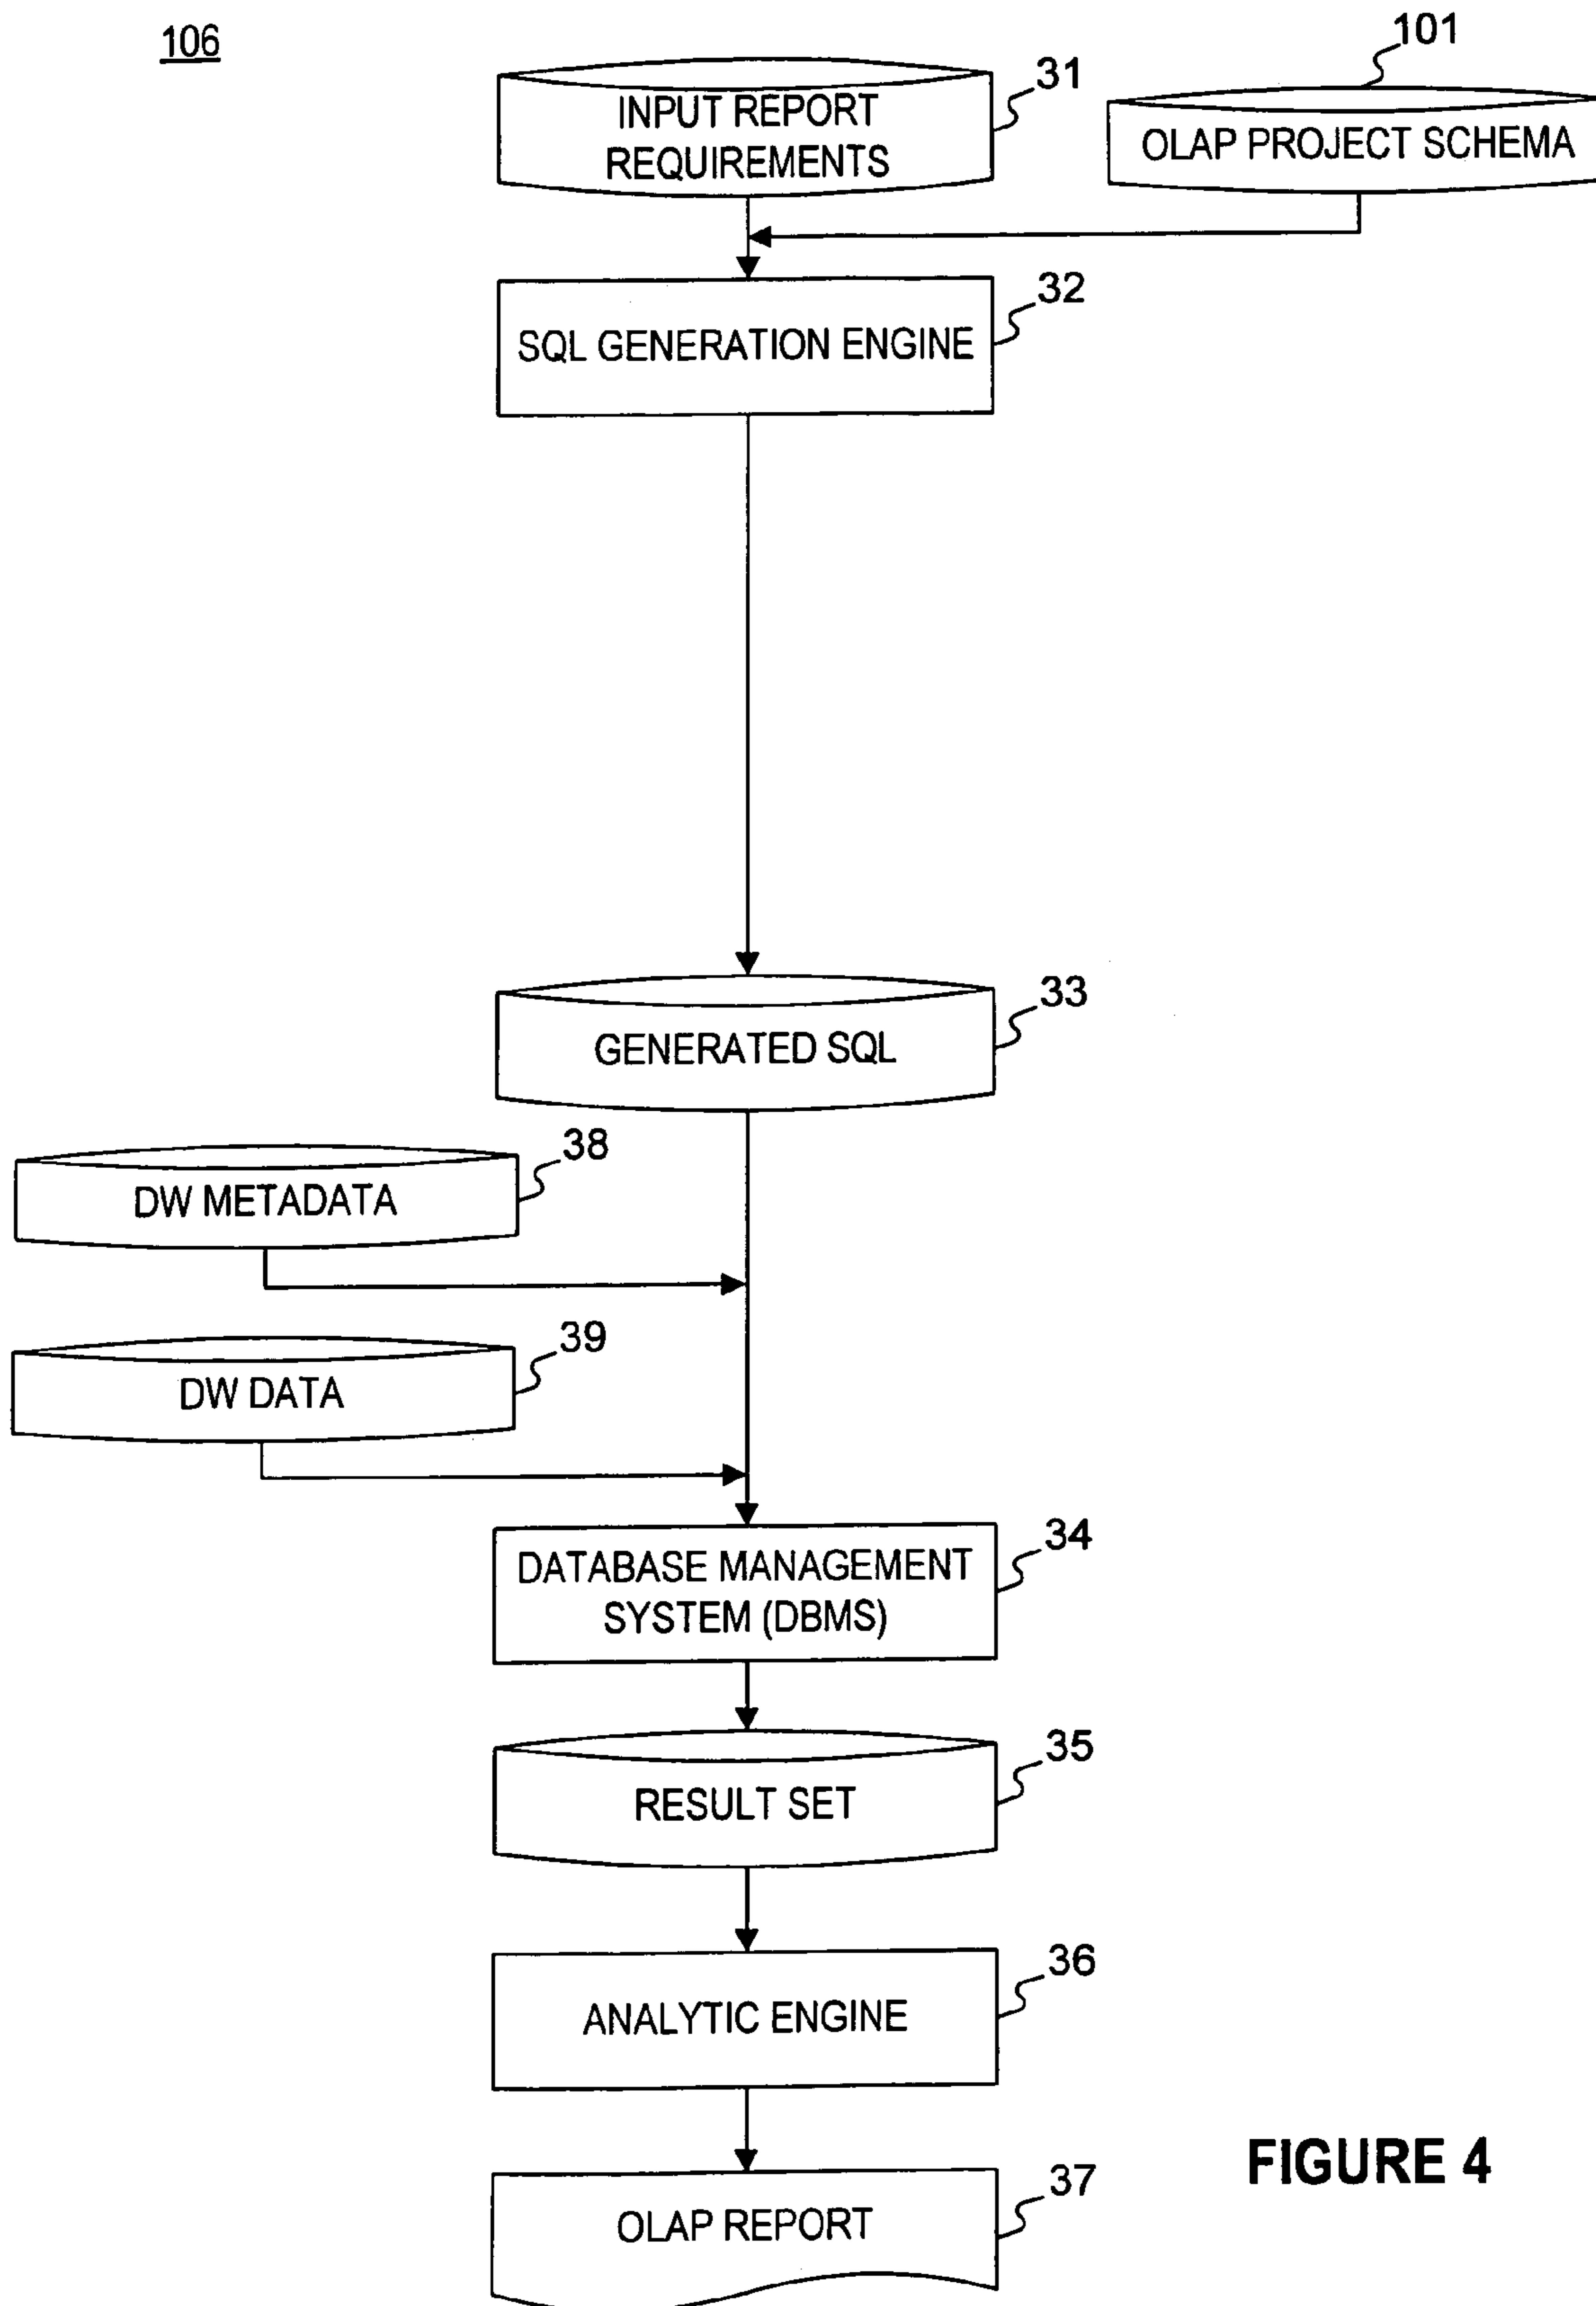 106
101
31
INPUT REPORT
REQUIREMENTS
OLAP PROJECT SCHEMA
32
SQL GENERATION ENGINE
33
GENERATED SQL
38
DW METADATA
39
DW DATA
34
DATABASE MANAGEMENT
SYSTEM (DBMS)
35
RESULT SET
36
ANALYTIC ENGINE
37
OLAP REPORT
FIGURE 4